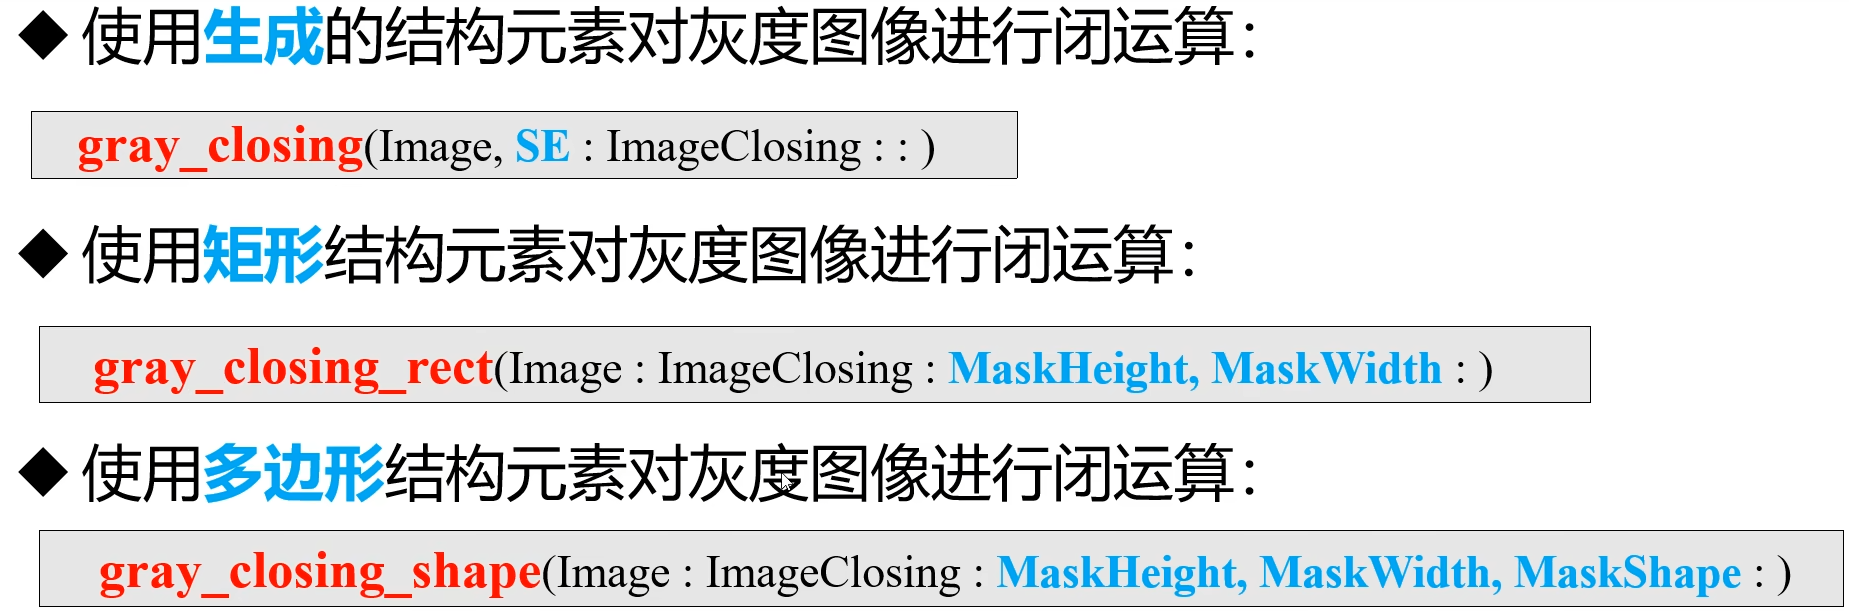 ◆ 使用生成的结构元素对灰度图像进行闭运算：
gray_closing(Image, SE : ImageClosing : : )
◆ 使用矩形结构元素对灰度图像进行闭运算：
gray_closing_rect(Image : ImageClosing : MaskHeight, MaskWidth : )
◆ 使用多边形结构元素对灰度图像进行闭运算：
gray_closing_shape(Image : ImageClosing : MaskHeight, MaskWidth, MaskShape : )